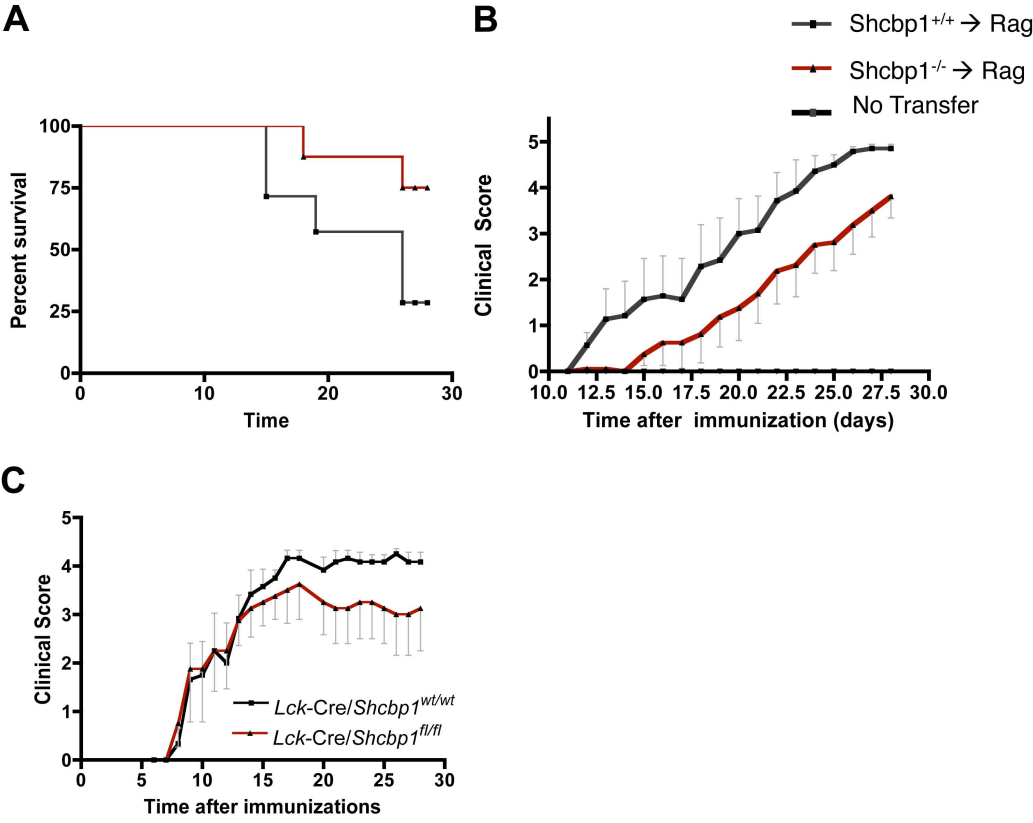 A
Percent survival
100
75
50
25
0
0 10 20 30
Time
B
Shcbp1+/+ → Rag
Shcbp1-/- → Rag
No Transfer
Clinical Score
5
4
3
2
1
0
10.0 12.5 15.0 17.5 20.0 22.5 25.0 27.5 30.0
Time after immunization (days)
C
Clinical Score
5
4
3
2
1
0
Lck-Cre/Shcbp1wt/wt
Lck-Cre/Shcbp1fl/fl
0 5 10 15 20 25 30
Time after immunizations